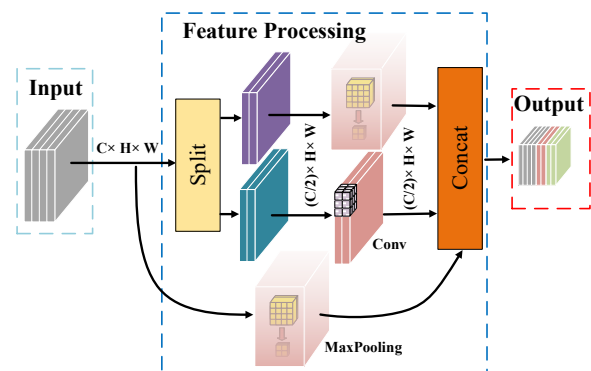 Feature Processing
Input
C× H× W
Split
(C/2)× H× W
(C/2)× H× W
Conv
Concat
Output
MaxPooling